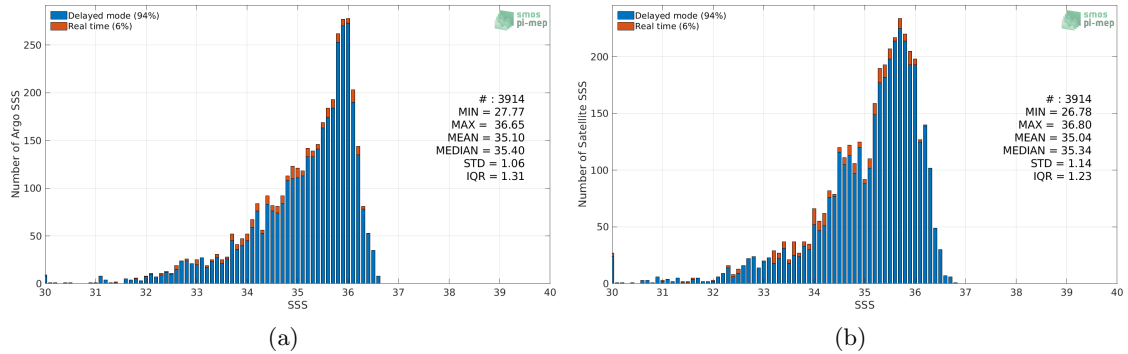 Delayed mode (94%)
Real time (6%)
smos
pi-mep
Number of Argo SSS
250
200
150
100
50
0
# : 3914
MIN = 27.77
MAX = 36.65
MEAN = 35.10
MEDIAN = 35.40
STD = 1.06
IQR = 1.31
30 31 32 33 34 35 36 37 38 39 40
SSS
(a)
Delayed mode (94%)
Real time (6%)
smos
pi-mep
Number of Satellite SSS
200
150
100
50
0
# : 3914
MIN = 26.78
MAX = 36.80
MEAN = 35.04
MEDIAN = 35.34
STD = 1.14
IQR = 1.23
30 31 32 33 34 35 36 37 38 39 40
SSS
(b)